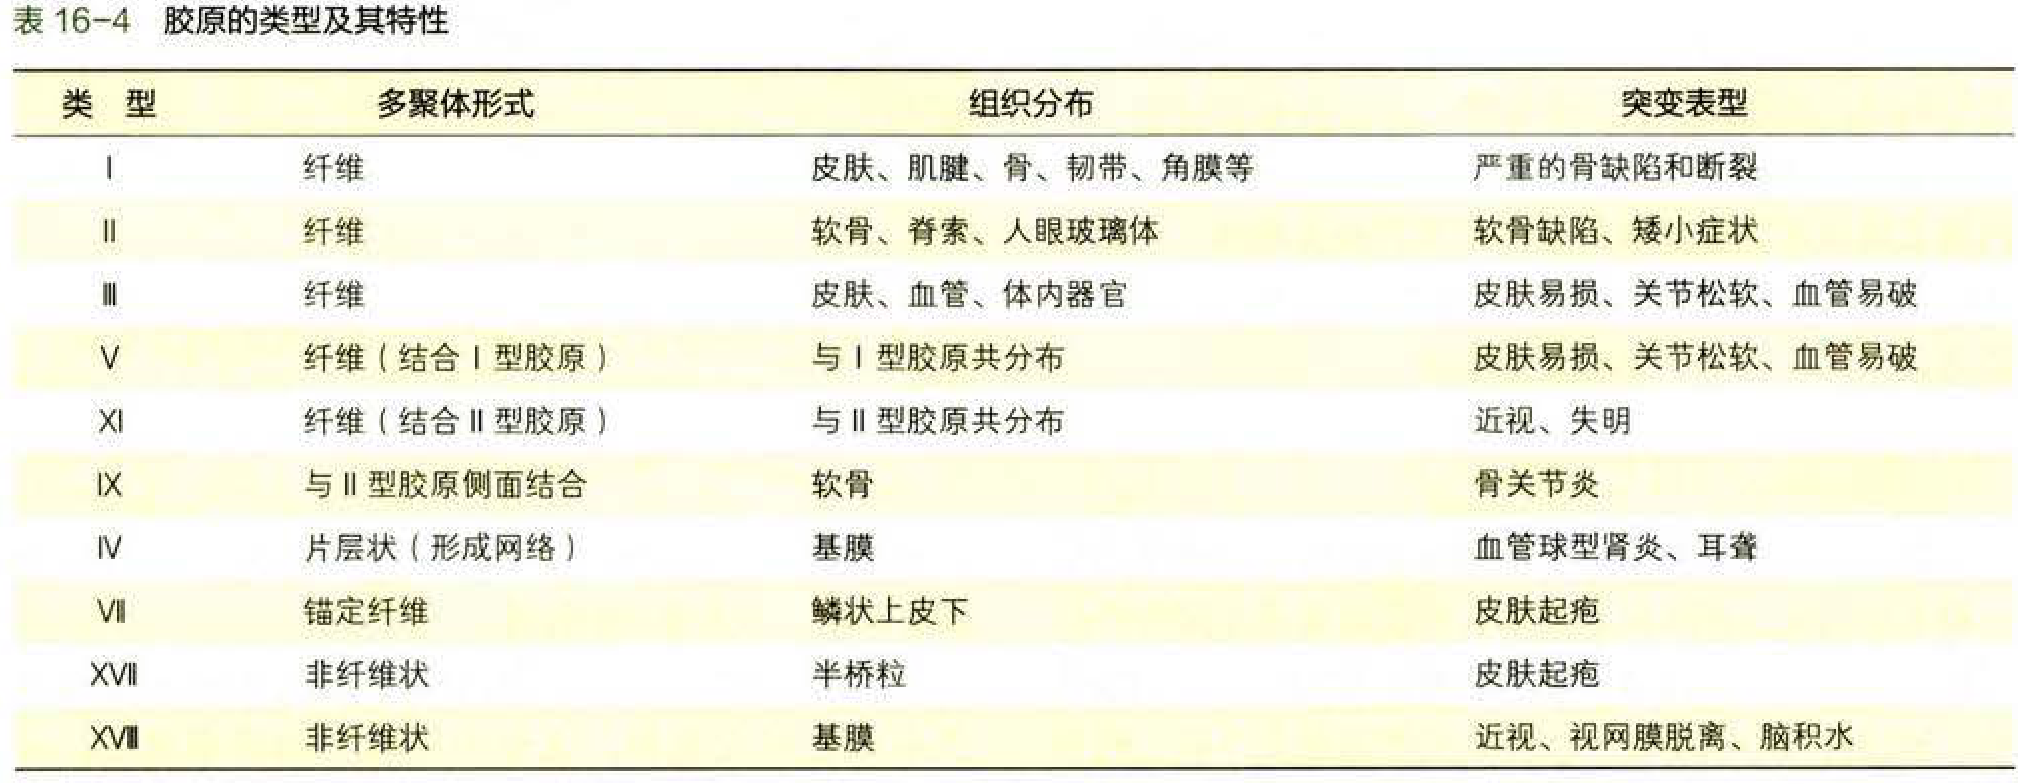 表 16-4 胶原的类型及其特性
类 型 多聚体形式 组织分布 突变表型
Ⅰ 纤维 皮肤、肌腱、骨、韧带、角膜等 严重的骨缺陷和断裂
Ⅱ 纤维 软骨、脊索、人眼玻璃体 软骨缺陷、矮小症状
Ⅲ 纤维 皮肤、血管、体内器官 皮肤易损、关节松软、血管易破
Ⅴ 纤维（结合Ⅰ型胶原） 与Ⅰ型胶原共分布 皮肤易损、关节松软、血管易破
Ⅺ 纤维（结合Ⅱ型胶原） 与Ⅱ型胶原共分布 近视、失明
Ⅸ 与Ⅱ型胶原侧面结合 软骨 骨关节炎
Ⅳ 片层状（形成网络） 基膜 血管球型肾炎、耳聋
Ⅶ 锚定纤维 鳞状上皮下 皮肤起疱
ⅩⅦ 非纤维状 半桥粒 皮肤起疱
ⅩⅧ 非纤维状 基膜 近视、视网膜脱离、脑积水